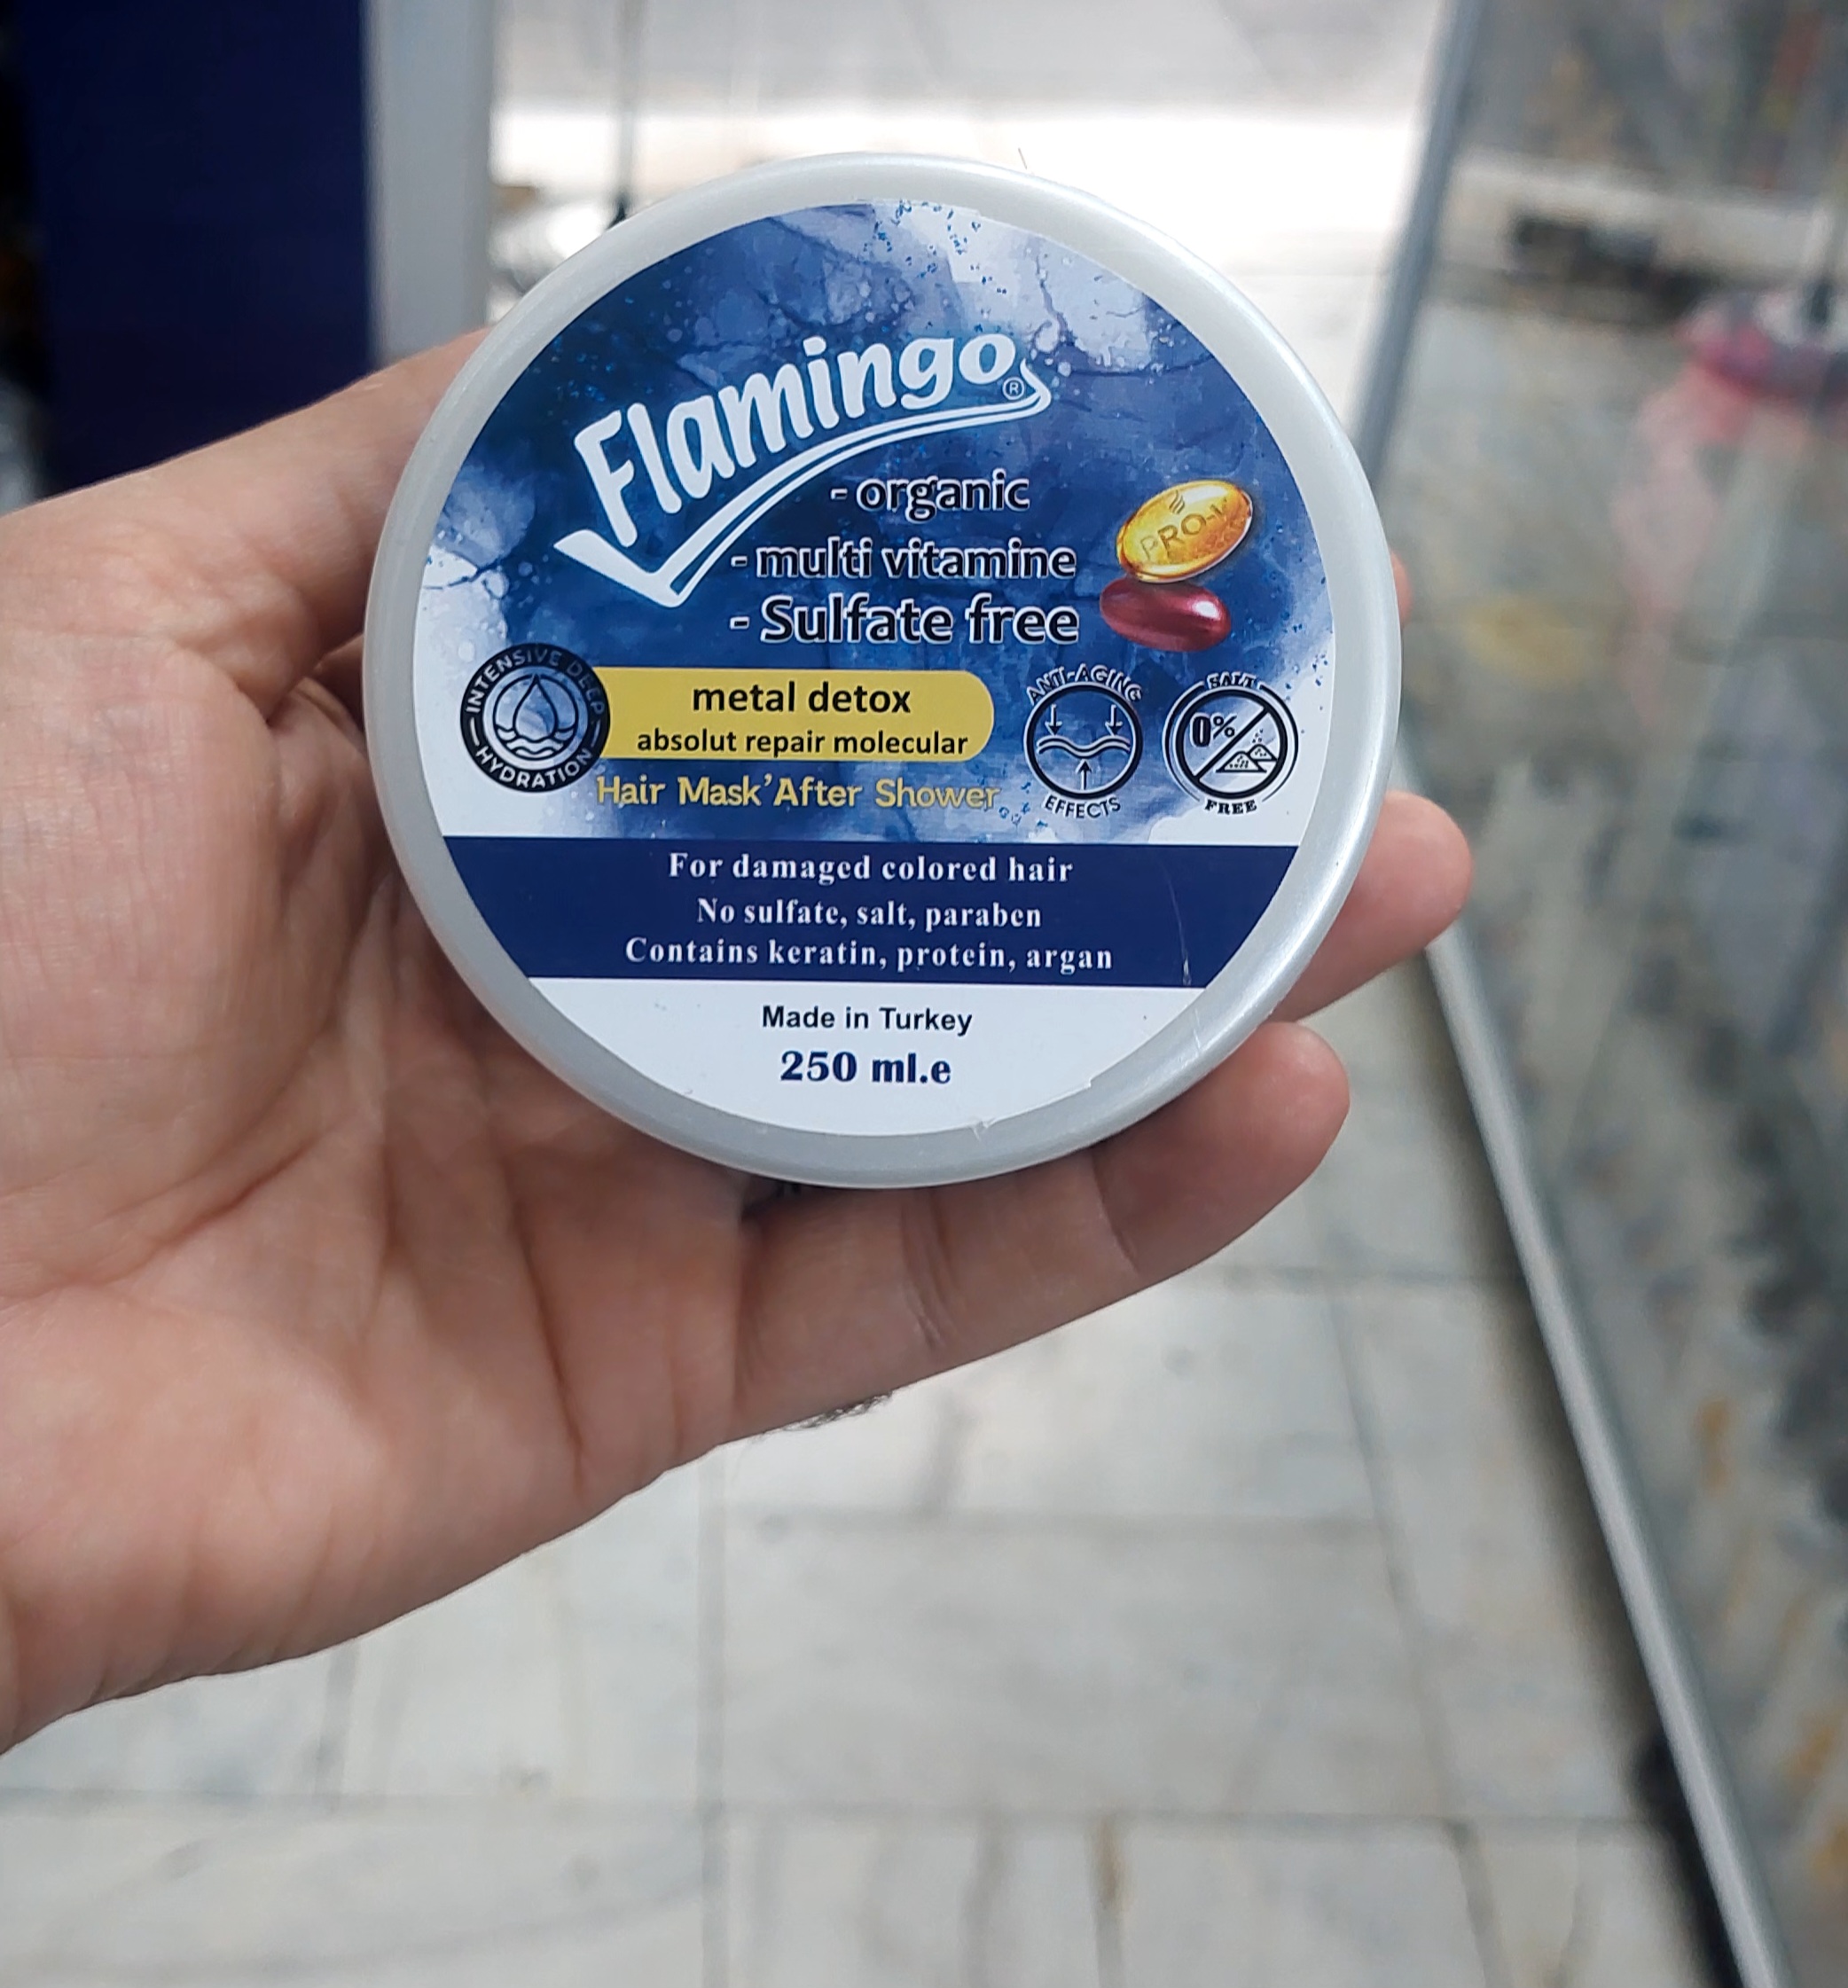 Flamingo®
- organic
- multi vitamine
- Sulfate free
INTENSIVE DEEP
HYDRATION
metal detox
absolut repair molecular
Hair Mask'After Shower
ANTI-AGING
EFFECTS
SALT
0%
FREE
For damaged colored hair
No sulfate, salt, paraben
Contains keratin, protein, argan
Made in Turkey
250 ml.e